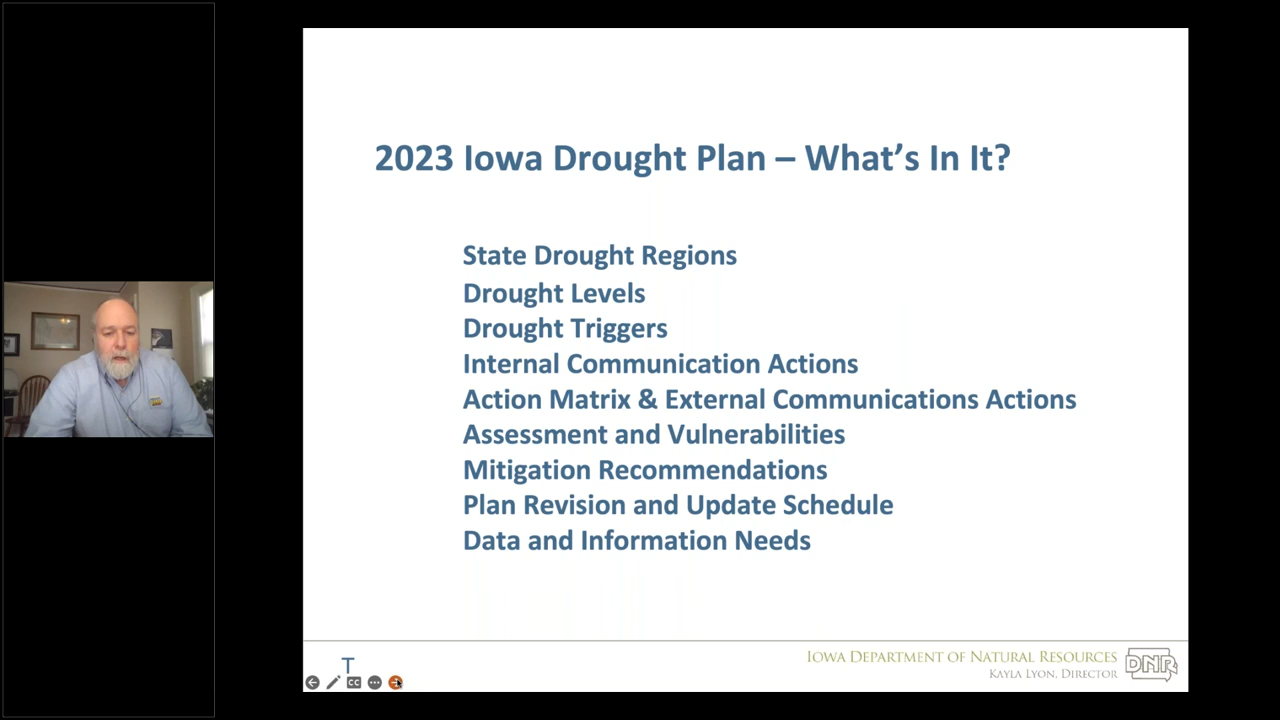 2023 Iowa Drought Plan – What's In It?
State Drought Regions
Drought Levels
Drought Triggers
Internal Communication Actions
Action Matrix & External Communications Actions
Assessment and Vulnerabilities
Mitigation Recommendations
Plan Revision and Update Schedule
Data and Information Needs
T
CC
IOWA DEPARTMENT OF NATURAL RESOURCES
KAYLA LYON, DIRECTOR
DNR